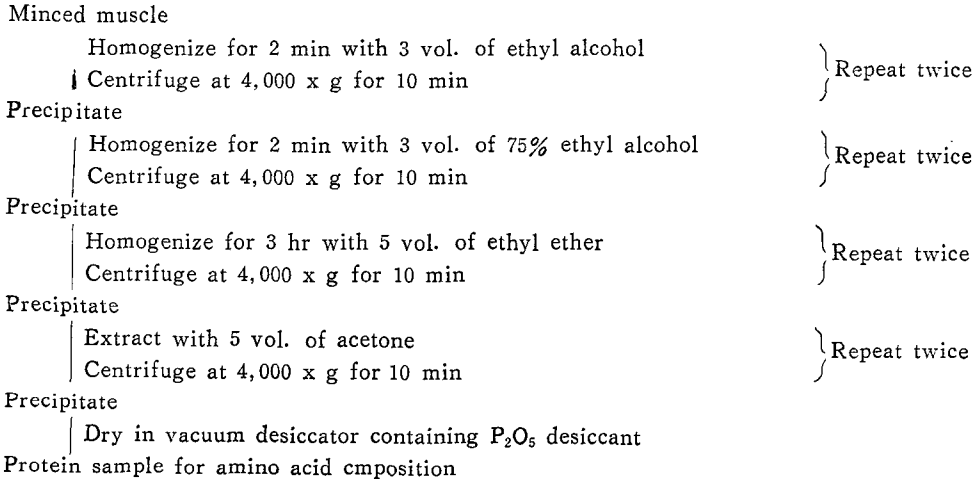 Minced muscle
Homogenize for 2 min with 3 vol. of ethyl alcohol
Centrifuge at 4,000 x g for 10 min
Repeat twice
Precipitate
Homogenize for 2 min with 3 vol. of 75% ethyl alcohol
Centrifuge at 4,000 x g for 10 min
Repeat twice
Precipitate
Homogenize for 3 hr with 5 vol. of ethyl ether
Centrifuge at 4,000 x g for 10 min
Repeat twice
Precipitate
Extract with 5 vol. of acetone
Centrifuge at 4,000 x g for 10 min
Repeat twice
Precipitate
Dry in vacuum desiccator containing P₂O₅ desiccant
Protein sample for amino acid cmposition